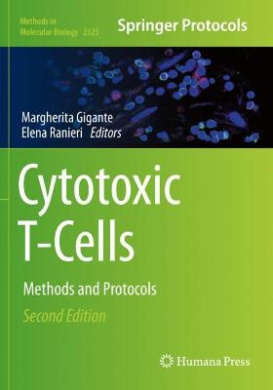 Methods in
Molecular Biology 2325
Springer Protocols
Margherita Gigante
Elena Ranieri Editors
Cytotoxic
T-Cells
Methods and Protocols
Second Edition
Humana Press